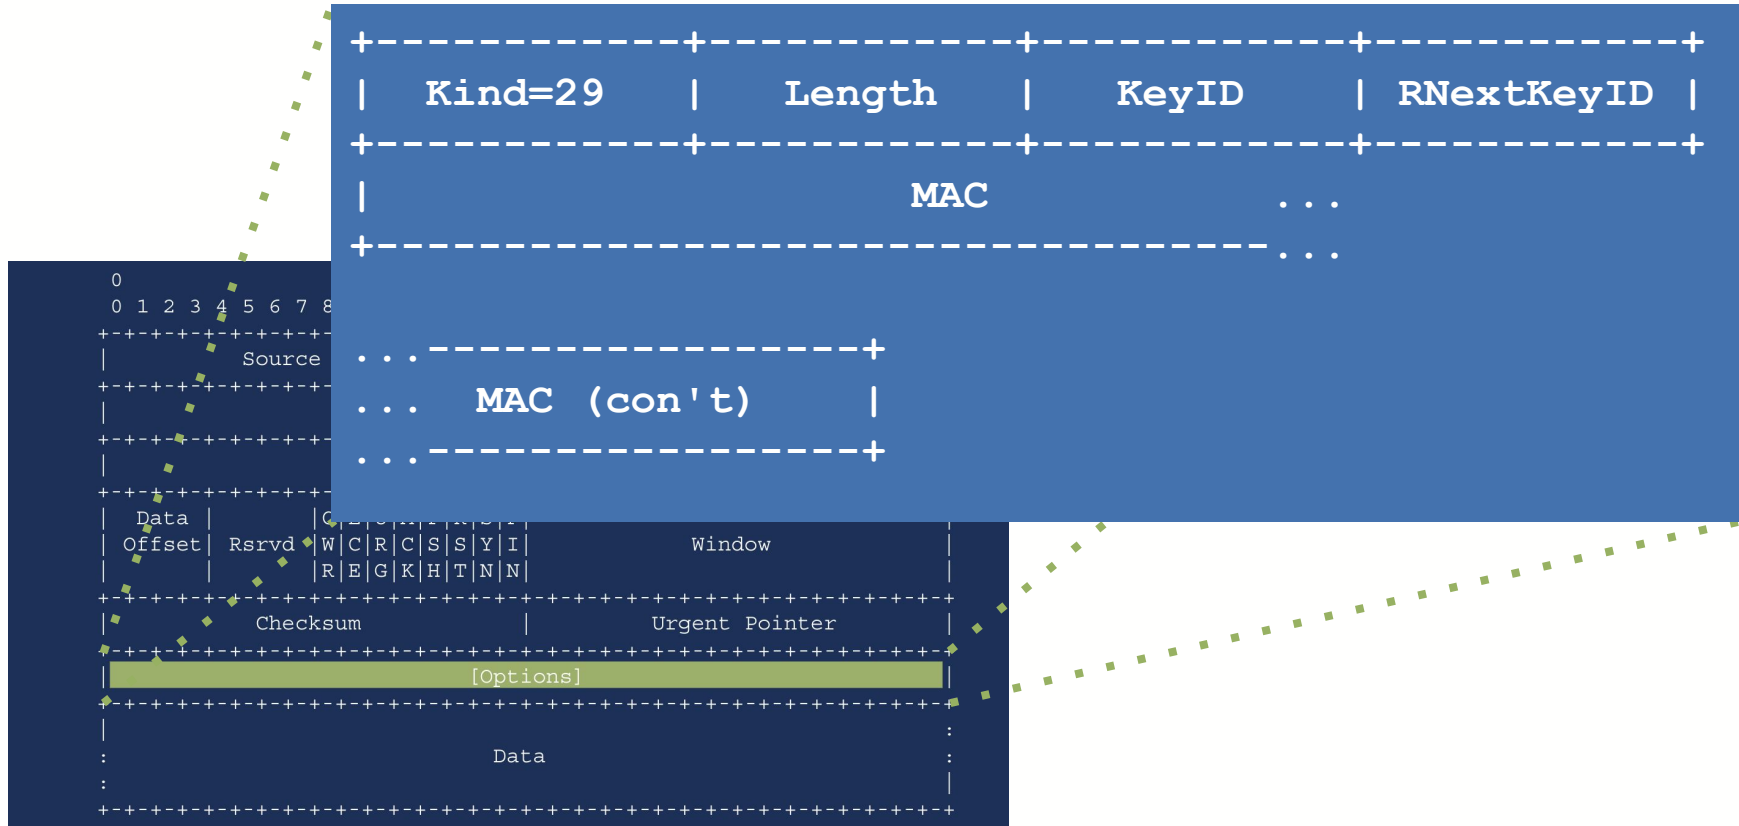 +------------+------------+------------+------------+
| Kind=29 | Length | KeyID | RNextKeyID |
+------------+------------+------------+------------+
| MAC ...
+-----------------------------------...
...-----------------+
... MAC (con't) |
...-----------------+
0
0 1 2 3 4 5 6 7 8
+-+-+-+-+-+-+-+-+-
| Source
+-+-+-+-+-+-+-+-+-
|
+-+-+-+-+-+-+-+-+-
|
+-+-+-+-+-+-+-+-+-
| Data | |
| Offset| Rsrvd |W|C|R|C|S|S|Y|I| Window |
| | |R|E|G|K|H|T|N|N| |
+-+-+-+-+-+-+-+-+-+-+-+-+-+-+-+-+-+-+-+-+-+-+-+-+-+-+-+-+-+-+-+-+
| Checksum | Urgent Pointer |
+-+-+-+-+-+-+-+-+-+-+-+-+-+-+-+-+-+-+-+-+-+-+-+-+-+-+-+-+-+-+-+-+
| [Options] |
+-+-+-+-+-+-+-+-+-+-+-+-+-+-+-+-+-+-+-+-+-+-+-+-+-+-+-+-+-+-+-+-+
| :
: Data :
: |
+-+-+-+-+-+-+-+-+-+-+-+-+-+-+-+-+-+-+-+-+-+-+-+-+-+-+-+-+-+-+-+-+